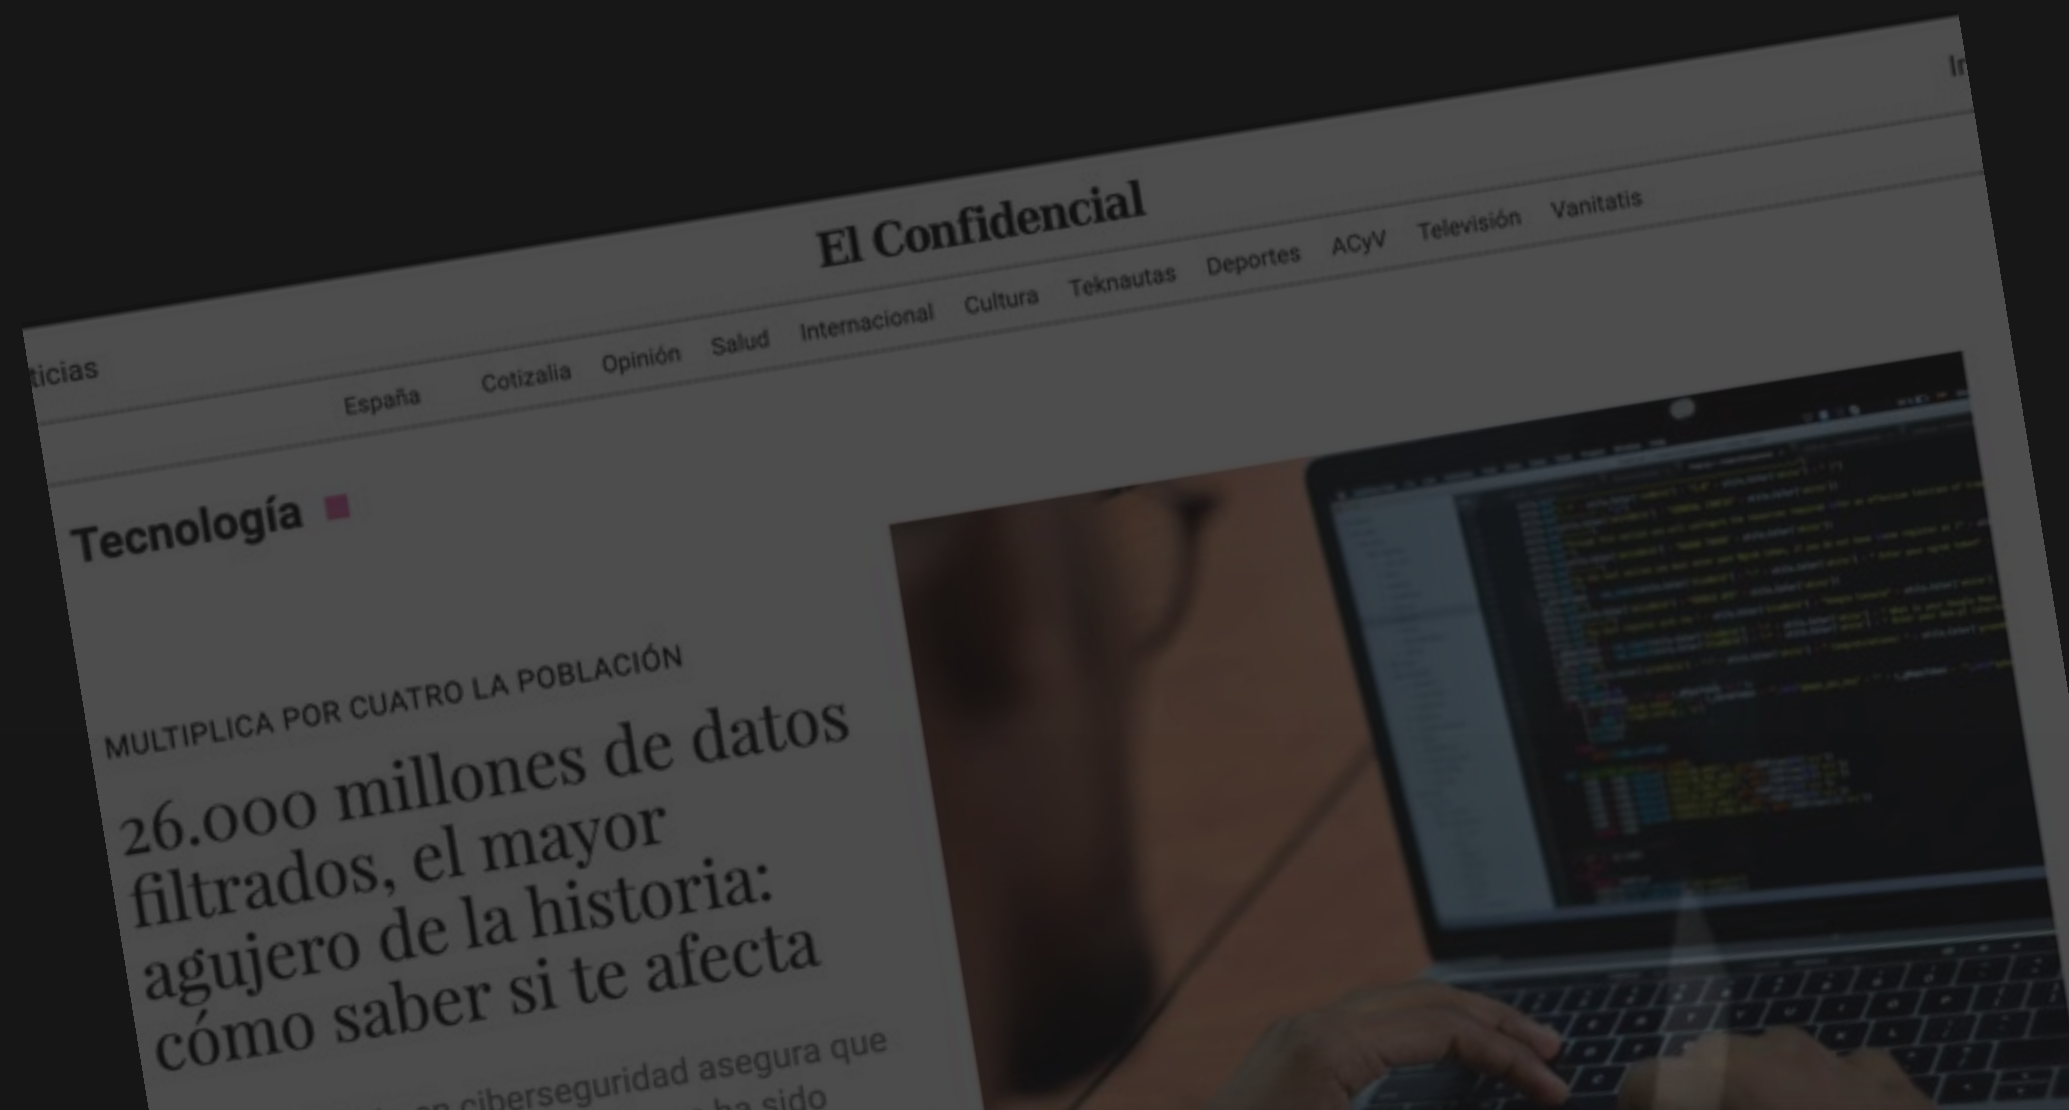 In
El Confidencial
ticias
España Cotizalia Opinión Salud Internacional Cultura Teknautas Deportes ACyV Televisión Vanitatis
Tecnología
MULTIPLICA POR CUATRO LA POBLACIÓN
26.000 millones de datos
filtrados, el mayor
agujero de la historia:
cómo saber si te afecta
en ciberseguridad asegura que
ha sido